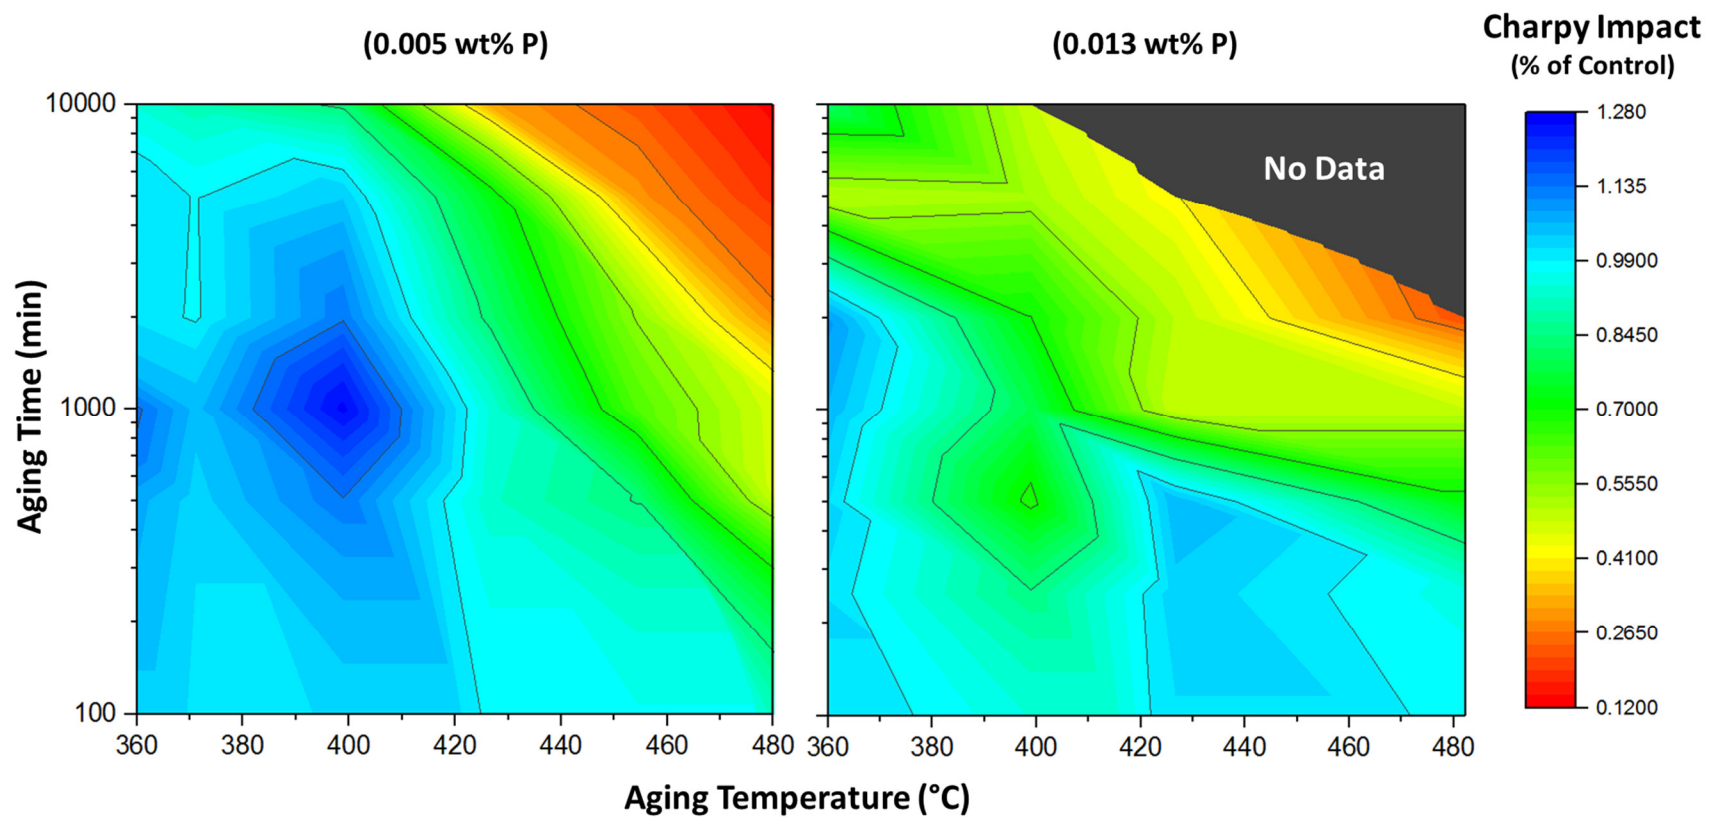 (0.005 wt% P)
(0.013 wt% P)
Charpy Impact
(% of Control)
No Data
Aging Time (min)
10000
1000
100
360 380 400 420 440 460 480
360 380 400 420 440 460 480
Aging Temperature (°C)
1.280
1.135
0.9900
0.8450
0.7000
0.5550
0.4100
0.2650
0.1200